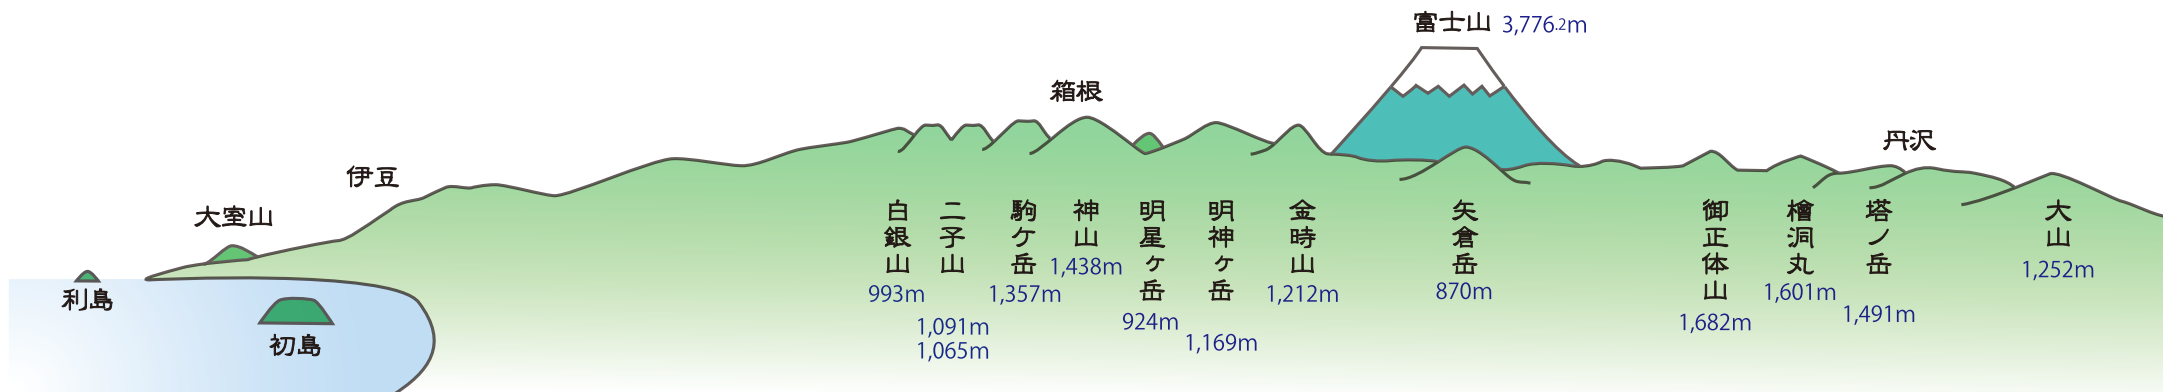 富士山 3,776.2m
箱根
丹沢
伊豆
大室山
利島
初島
白銀山
993m
二子山
1,091m
1,065m
駒ケ岳
1,357m
神山
1,438m
明星ヶ岳
924m
明神ヶ岳
1,169m
金時山
1,212m
矢倉岳
870m
御正体山
1,682m
檜洞丸
1,601m
塔ノ岳
1,491m
大山
1,252m